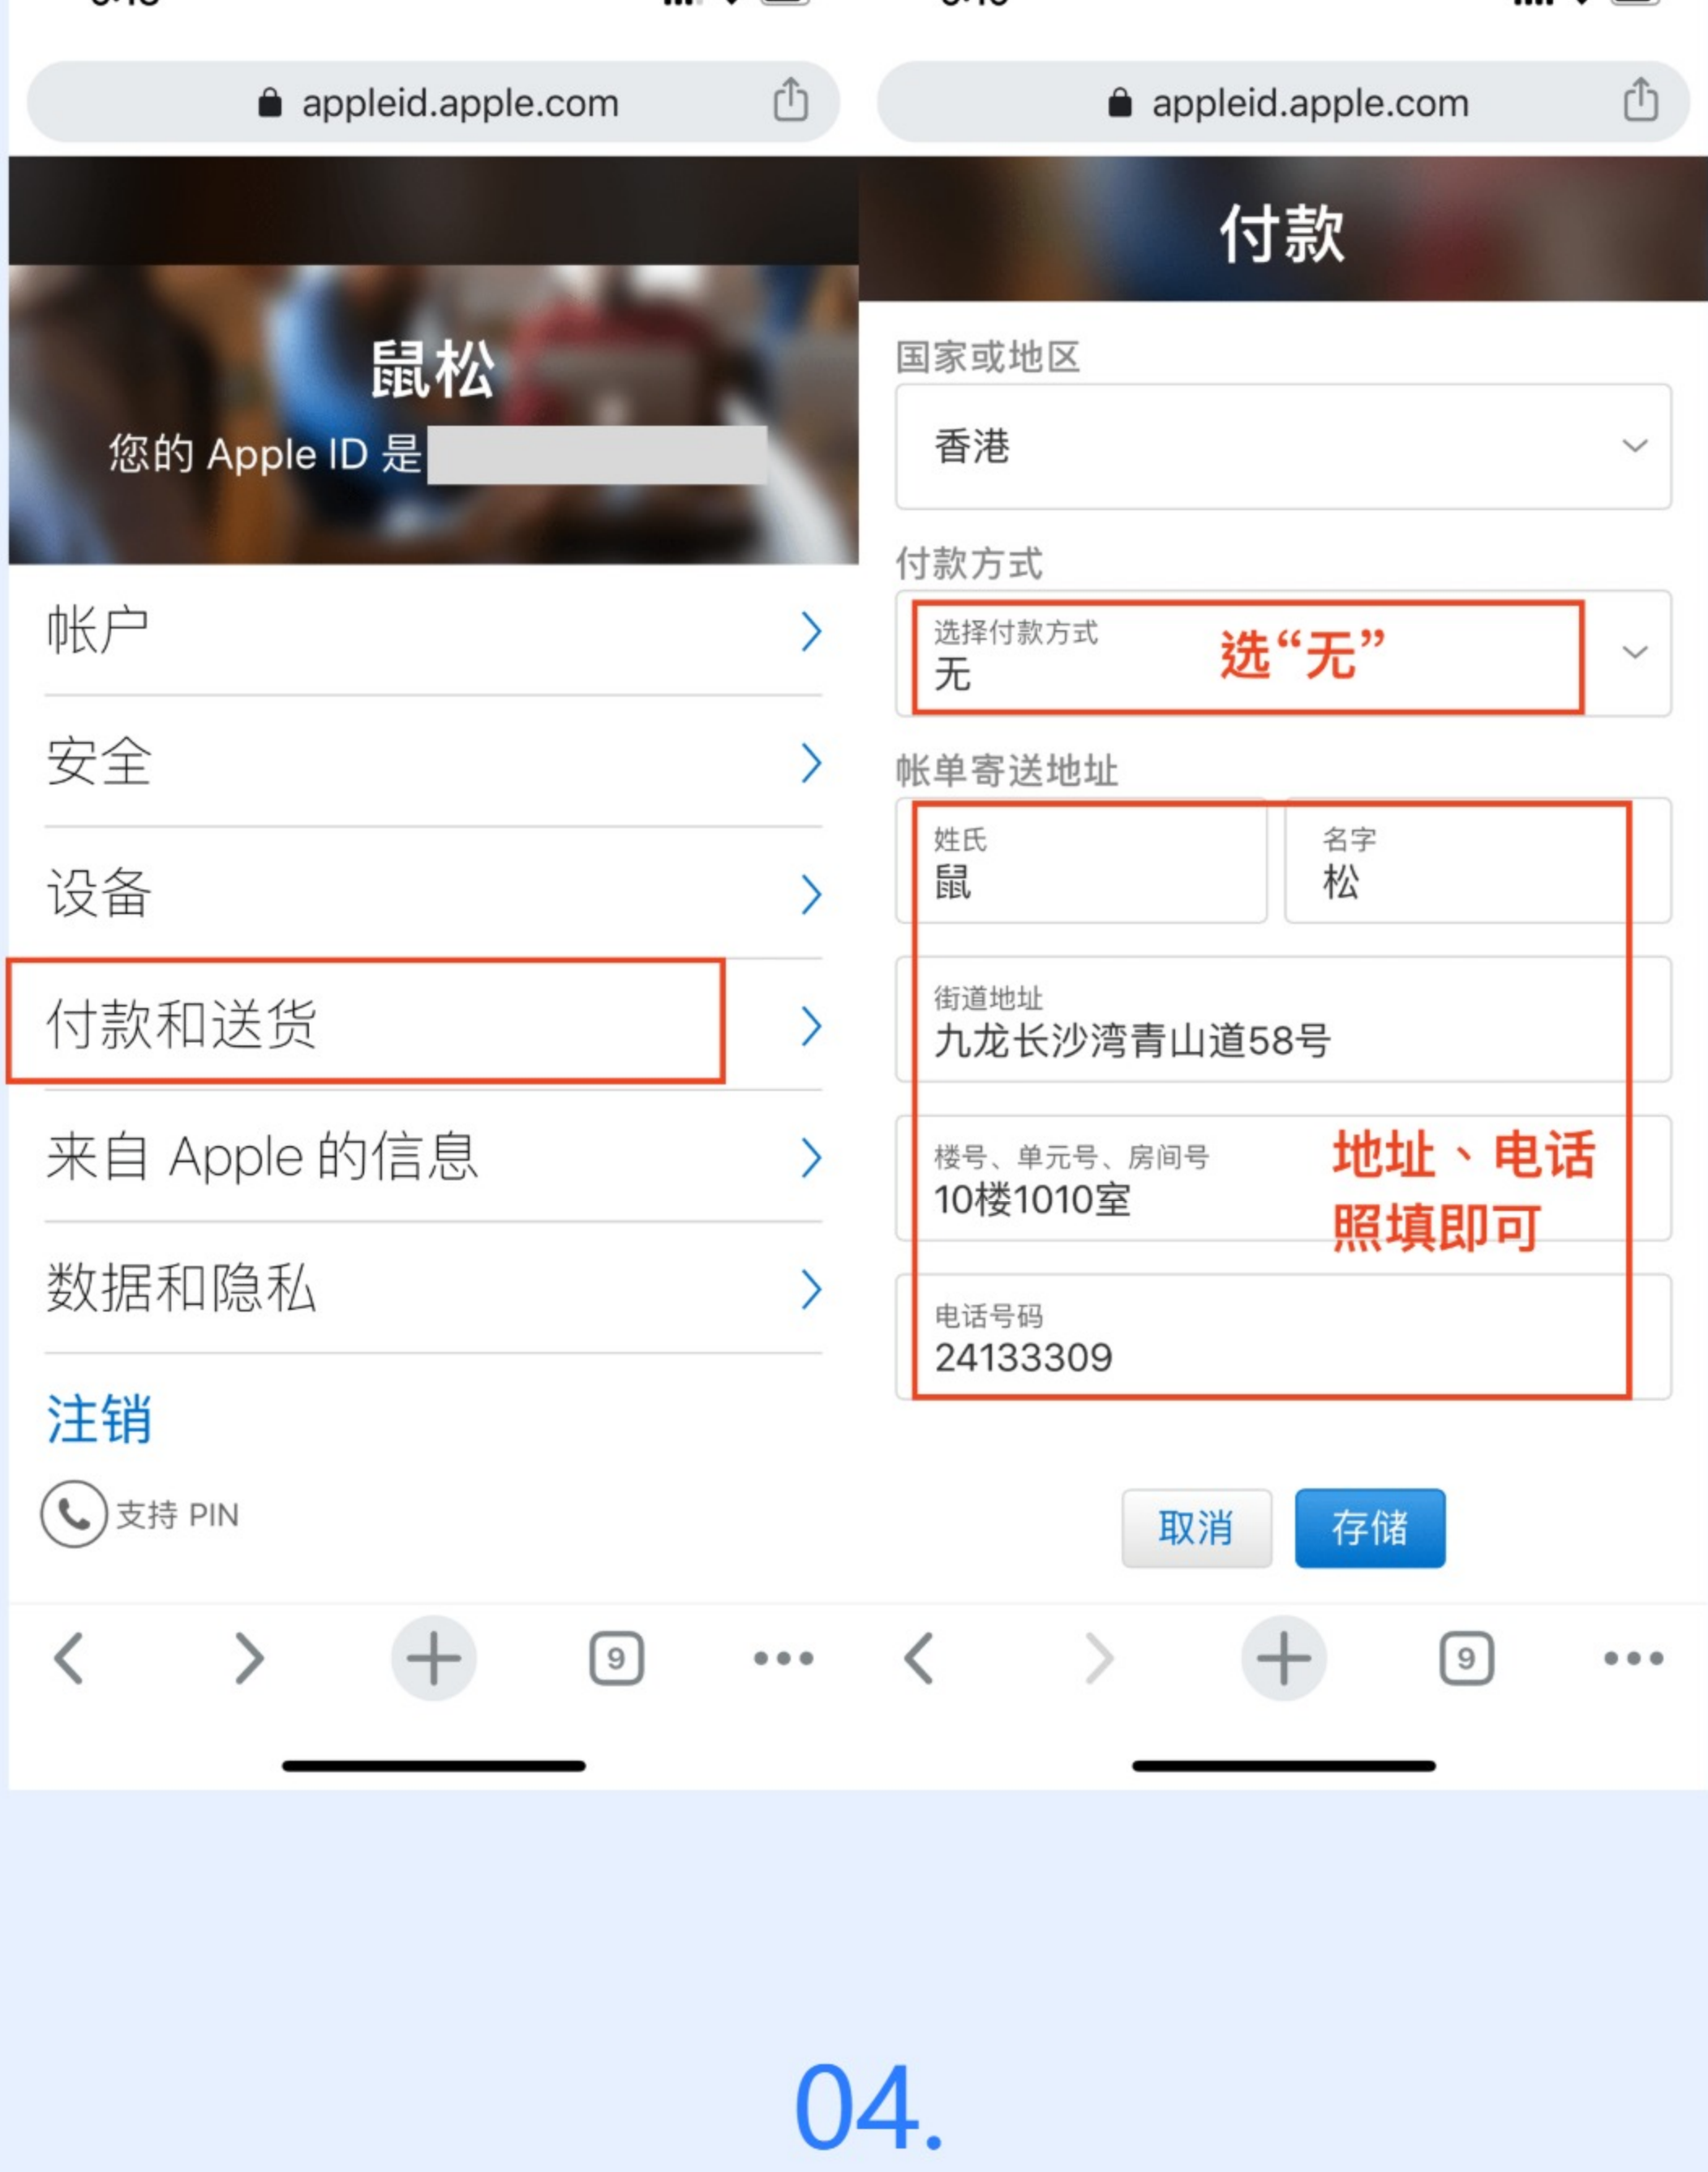 appleid.apple.com
鼠松
您的 Apple ID 是
帐户
安全
设备
付款和送货
来自 Apple 的信息
数据和隐私
注销
支持 PIN
9
appleid.apple.com
付款
国家或地区
香港
付款方式
选择付款方式
无
选“无”
帐单寄送地址
姓氏
鼠
名字
松
街道地址
九龙长沙湾青山道58号
楼号、单元号、房间号
10楼1010室
地址、电话
照填即可
电话号码
24133309
取消
存储
9
04.